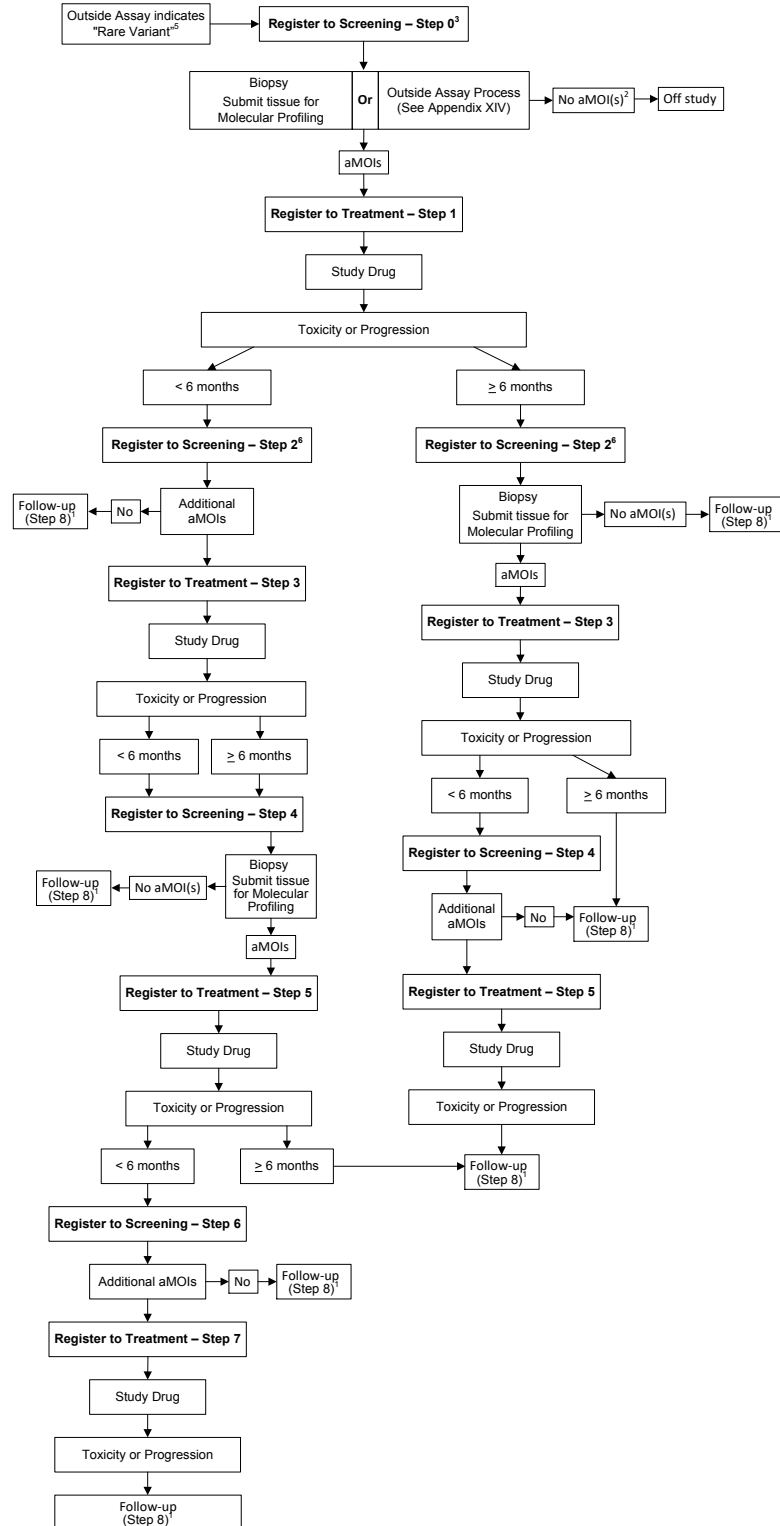 Outside Assay indicates
"Rare Variant"⁵
Register to Screening – Step 0³
Biopsy
Submit tissue for
Molecular Profiling
Or
Outside Assay Process
(See Appendix XIV)
No aMOI(s)²
Off study
aMOIs
Register to Treatment – Step 1
Study Drug
Toxicity or Progression
< 6 months
≥ 6 months
Register to Screening – Step 2⁶
Register to Screening – Step 2⁶
Follow-up
(Step 8)¹
No
Additional
aMOIs
Biopsy
Submit tissue for
Molecular Profiling
No aMOI(s)
Follow-up
(Step 8)¹
aMOIs
Register to Treatment – Step 3
Register to Treatment – Step 3
Study Drug
Study Drug
Toxicity or Progression
Toxicity or Progression
< 6 months
≥ 6 months
< 6 months
≥ 6 months
Register to Screening – Step 4
Register to Screening – Step 4
Follow-up
(Step 8)¹
No aMOI(s)
Biopsy
Submit tissue
for Molecular
Profiling
Additional
aMOIs
No
Follow-up
(Step 8)¹
aMOIs
Register to Treatment – Step 5
Register to Treatment – Step 5
Study Drug
Study Drug
Toxicity or Progression
Toxicity or Progression
< 6 months
≥ 6 months
Follow-up
(Step 8)¹
Register to Screening – Step 6
Additional aMOIs
No
Follow-up
(Step 8)¹
Register to Treatment – Step 7
Study Drug
Toxicity or Progression
Follow-up
(Step 8)¹